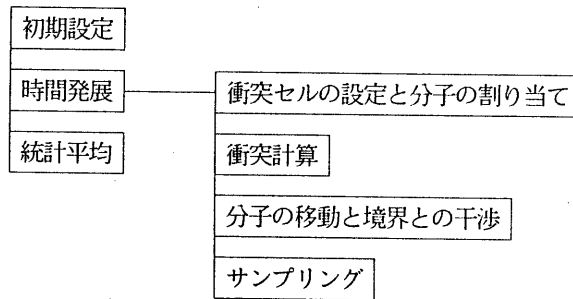 初期設定
時間発展
衝突セルの設定と分子の割り当て
統計平均
衝突計算
分子の移動と境界との干渉
サンプリング